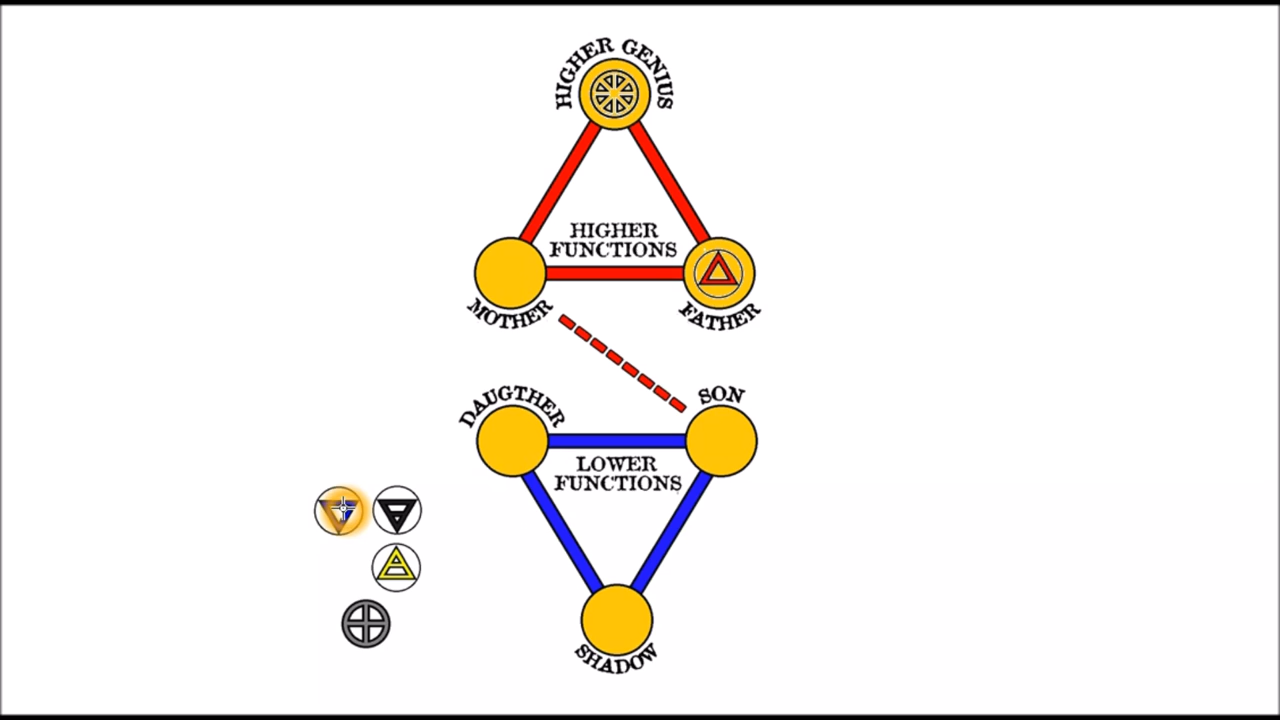 HIGHER GENIUS
HIGHER
FUNCTIONS
MOTHER
FATHER
DAUGTHER
SON
LOWER
FUNCTIONS
SHADOW